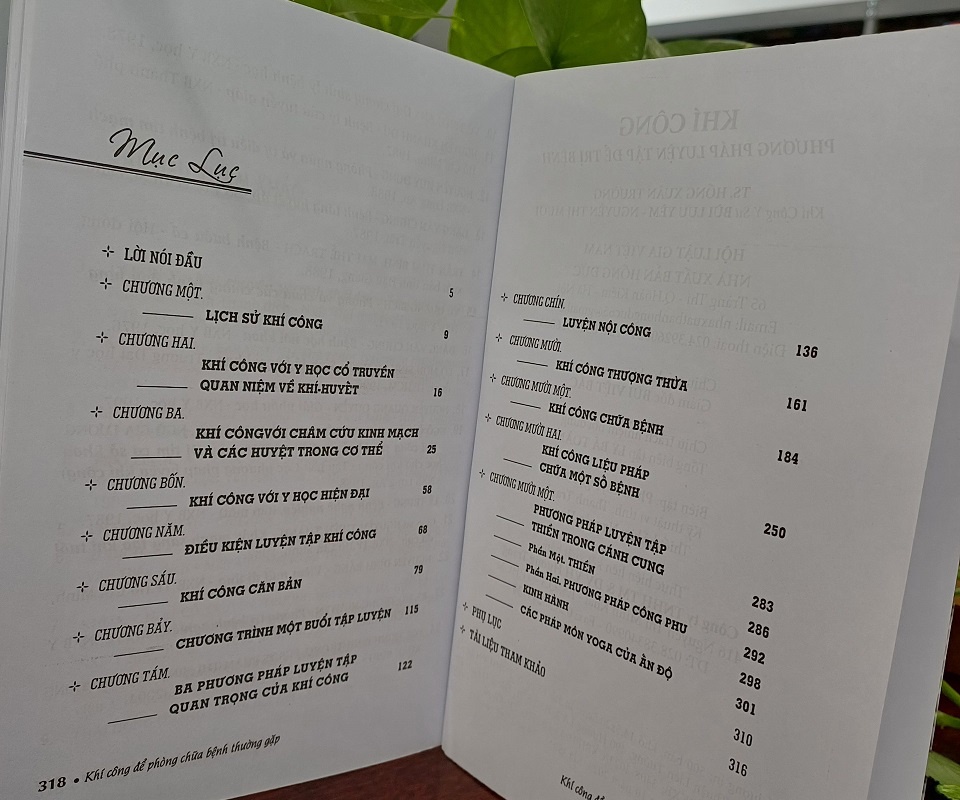 Mục Lục
LỜI NÓI ĐẦU 5
CHƯƠNG MỘT.
LỊCH SỬ KHÍ CÔNG 9
CHƯƠNG HAI.
KHÍ CÔNG VỚI Y HỌC CỔ TRUYỀN
QUAN NIỆM VỀ KHÍ-HUYẾT 16
CHƯƠNG BA.
KHÍ CÔNGVỚI CHÂM CỨU KINH MẠCH
VÀ CÁC HUYỆT TRONG CƠ THỂ 25
CHƯƠNG BỐN.
KHÍ CÔNG VỚI Y HỌC HIỆN ĐẠI 58
CHƯƠNG NĂM.
ĐIỀU KIỆN LUYỆN TẬP KHÍ CÔNG 68
CHƯƠNG SÁU.
KHÍ CÔNG CĂN BẢN 79
CHƯƠNG BẢY.
CHƯƠNG TRÌNH MỘT BUỔI TẬP LUYỆN 115
CHƯƠNG TÁM.
BA PHƯƠNG PHÁP LUYỆN TẬP
QUAN TRỌNG CỦA KHÍ CÔNG 122
318 • Khí công để phòng chữa bệnh thường gặp
CHƯƠNG CHÍN.
LUYỆN NỘI CÔNG 136
CHƯƠNG MƯỜI.
KHÍ CÔNG THƯỢNG THỪA 161
CHƯƠNG MƯỜI MỘT.
KHÍ CÔNG CHỮA BỆNH 184
CHƯƠNG MƯỜI HAI.
KHÍ CÔNG LIỆU PHÁP
CHỮA MỘT SỐ BỆNH 250
CHƯƠNG MƯỜI MỘT.
PHƯƠNG PHÁP LUYỆN TẬP
THIỀN TRONG CÁNH CUNG 283
Phần Một. THIỀN 286
Phần Hai. PHƯƠNG PHÁP CÔNG PHU 292
KINH HÀNH 298
CÁC PHÁP MÔN YOGA CỦA ẤN ĐỘ 301
PHỤ LỤC 310
TÀI LIỆU THAM KHẢO 316
Khí công để